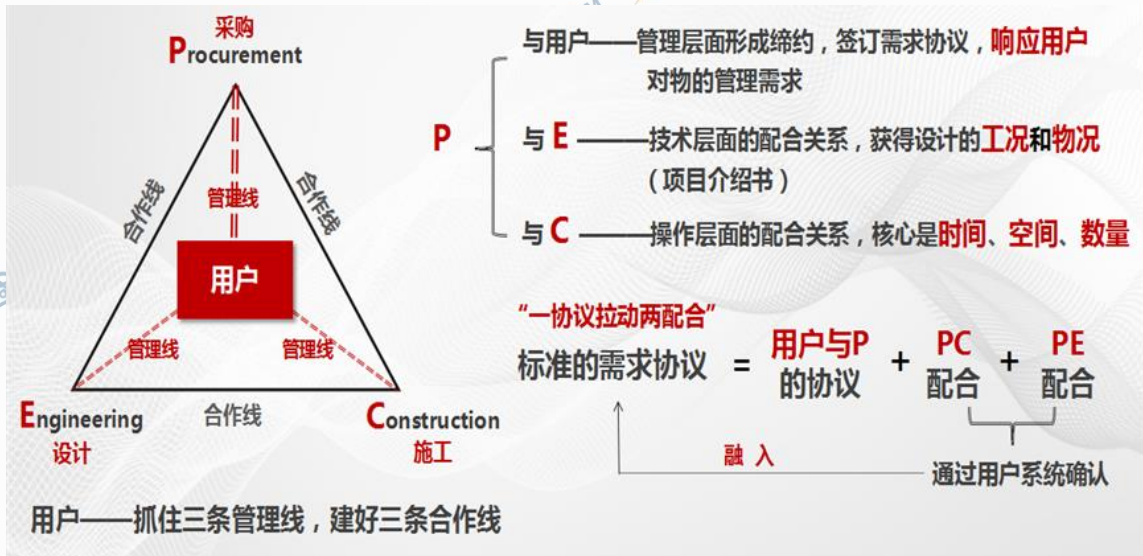 采购
Procurement
合作线
合作线
管理线
用户
管理线
管理线
Engineering
设计
合作线
Construction
施工
用户——抓住三条管理线，建好三条合作线
P
与用户——管理层面形成缔约，签订需求协议，响应用户
对物的管理需求
与 E ——技术层面的配合关系，获得设计的工况和物况
（项目介绍书）
与 C ——操作层面的配合关系，核心是时间、空间、数量
“一协议拉动两配合”
标准的需求协议 = 用户与P的协议 + PC配合 + PE配合
融 入
通过用户系统确认